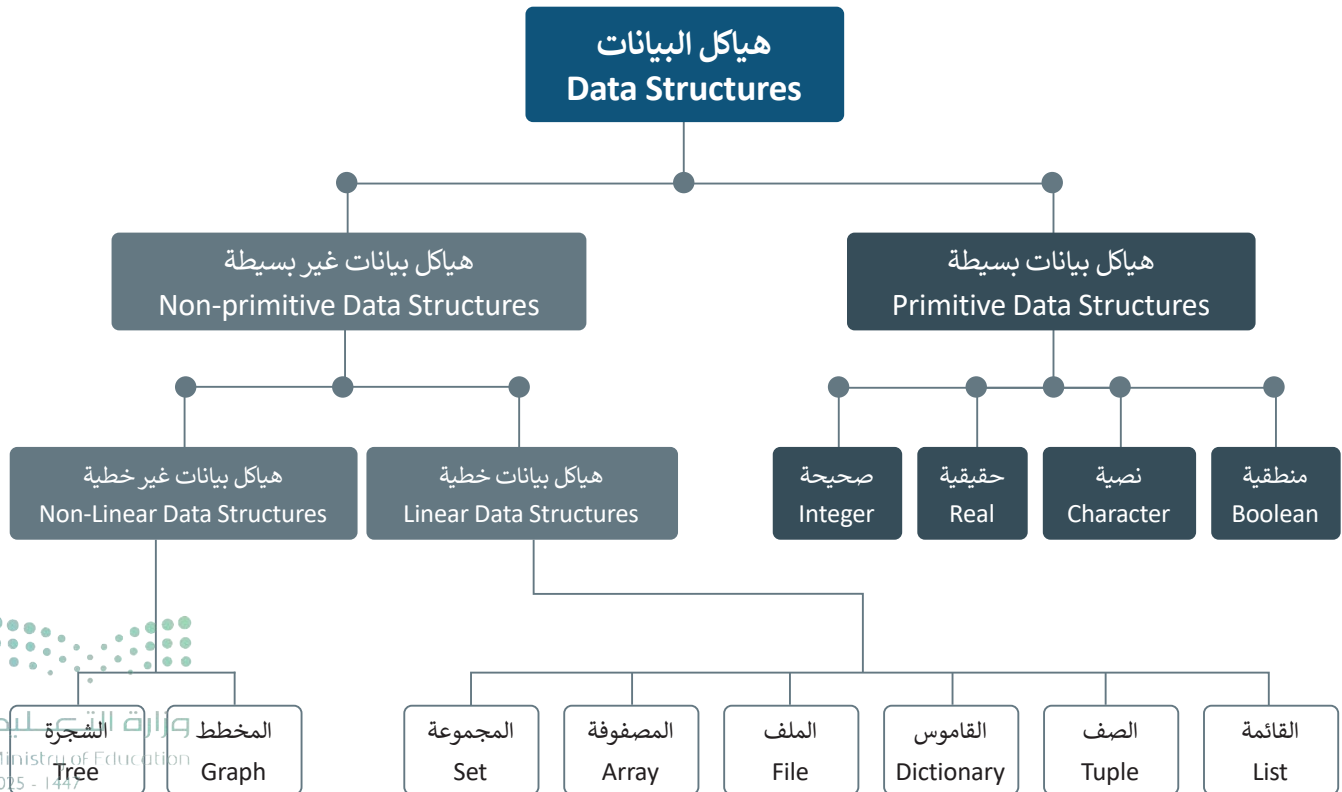 هياكل البيانات
Data Structures
هياكل بيانات بسيطة
Primitive Data Structures
هياكل بيانات غير بسيطة
Non-primitive Data Structures
منطقية
Boolean
نصية
Character
حقيقية
Real
صحيحة
Integer
هياكل بيانات خطية
Linear Data Structures
هياكل بيانات غير خطية
Non-Linear Data Structures
القائمة
List
الصف
Tuple
القاموس
Dictionary
الملف
File
المصفوفة
Array
المجموعة
Set
المخطط
Graph
الشجرة
Tree
وزارة
Ministry of Education
025 - 1447